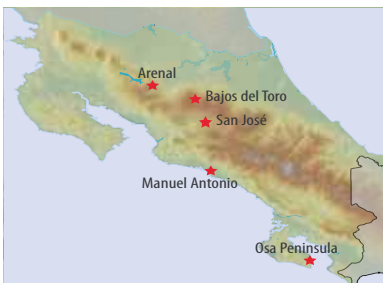 Arenal
Bajos del Toro
San José
Manuel Antonio
Osa Peninsula